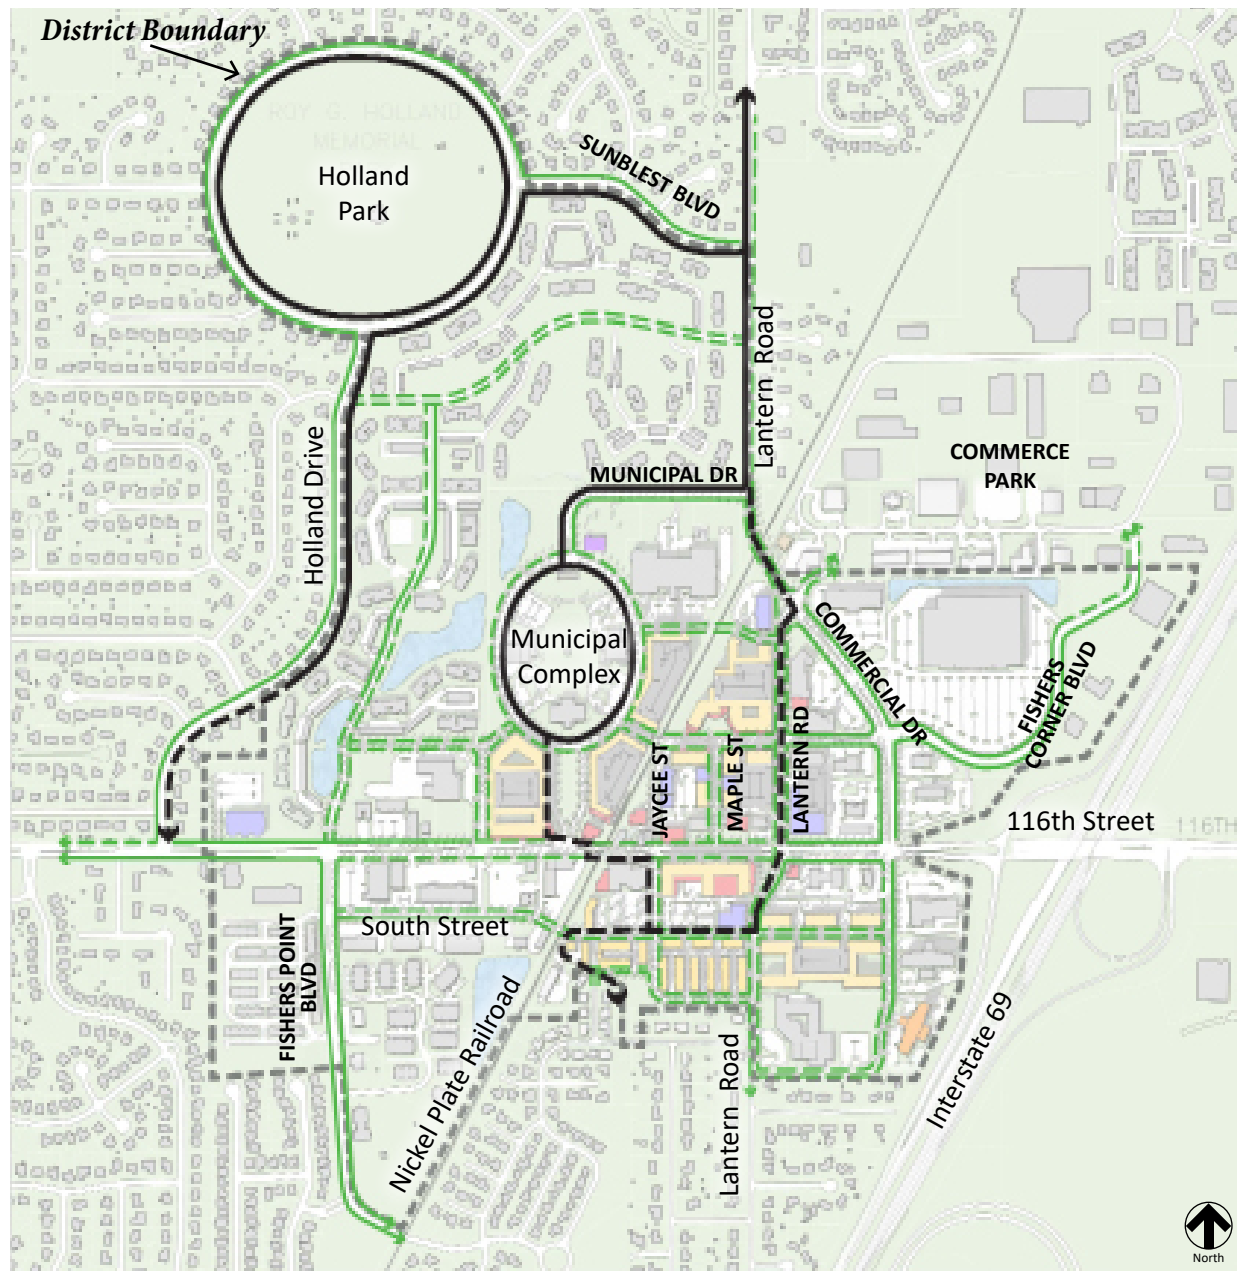 District Boundary
ROY G. HOLLAND
MEMORIAL
Holland
Park
SUNBLEST BLVD
Lantern Road
Holland Drive
MUNICIPAL DR
COMMERCE
PARK
Municipal
Complex
COMMERCIAL DR
FISHERS
CORNER BLVD
JAYCEE ST
MAPLE ST
LANTERN RD
116th Street
116TH
South Street
FISHERS POINT
BLVD
Nickel Plate Railroad
Lantern Road
Interstate 69
North